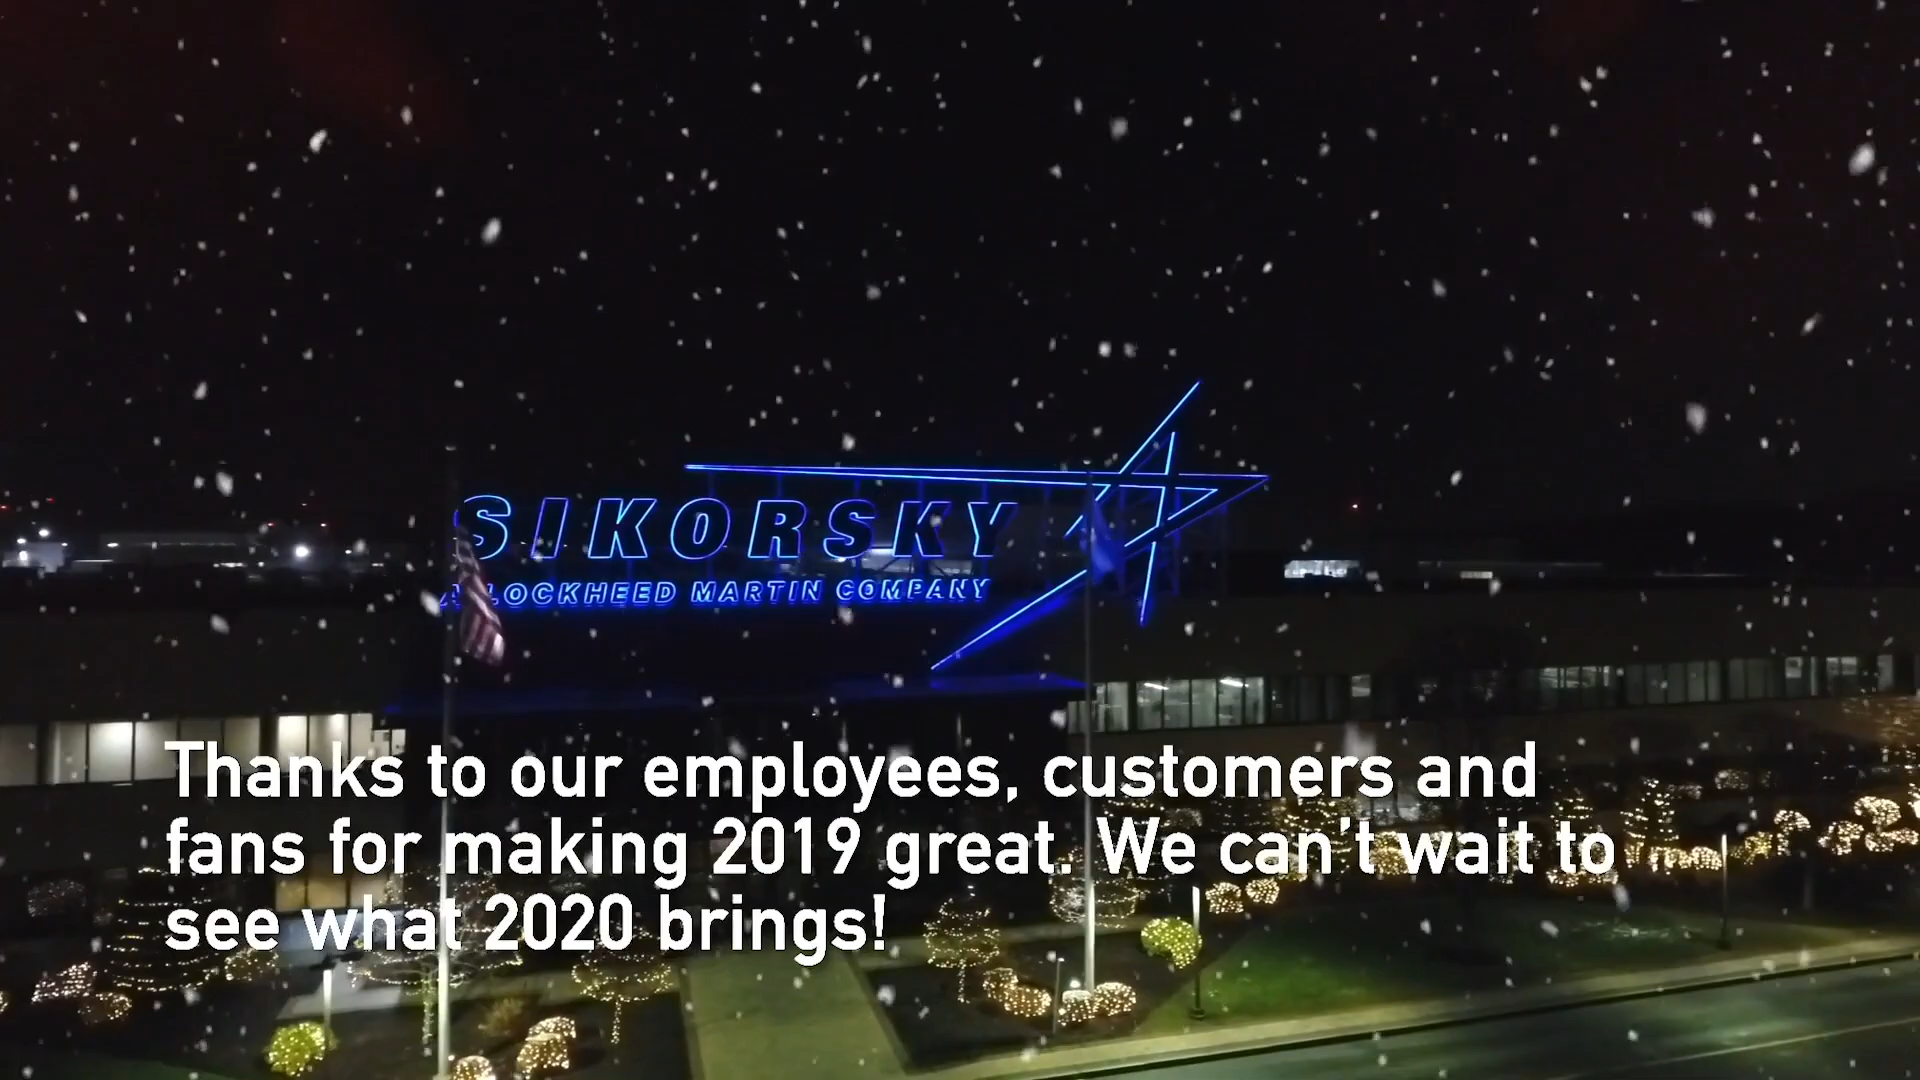 SIKORSKY
A LOCKHEED MARTIN COMPANY
Thanks to our employees, customers and
fans for making 2019 great. We can't wait to
see what 2020 brings!